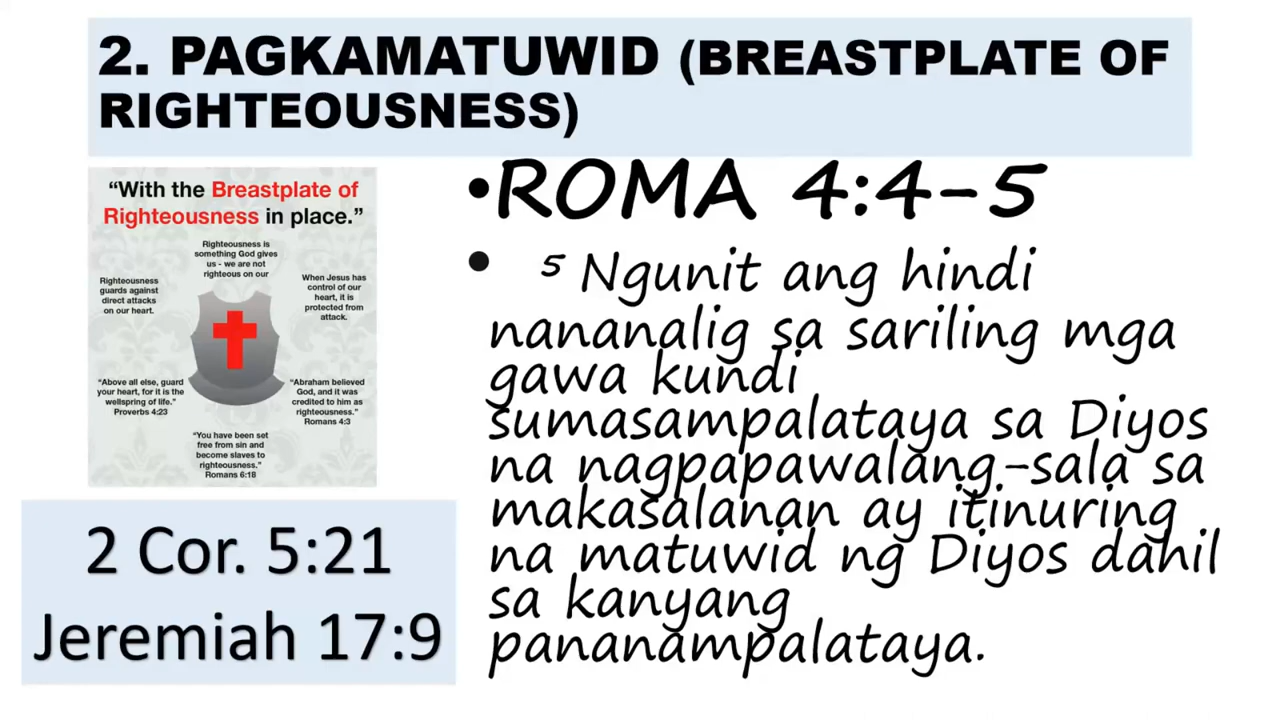 2. PAGKAMATUWID (BREASTPLATE OF
RIGHTEOUSNESS)
“With the Breastplate of
Righteousness in place.”
Righteousness is
something God gives
us - we are not
righteous on our
Righteousness
guards against
direct attacks
on our heart.
When Jesus has
control of our
heart, it is
protected from
attack.
“Above all else, guard
your heart, for it is the
wellspring of life.”
Proverbs 4:23
“Abraham believed
God, and it was
credited to him as
righteousness.”
Romans 4:3
“You have been set
free from sin and
become slaves to
righteousness.”
Romans 6:18
2 Cor. 5:21
Jeremiah 17:9
•ROMA 4:4-5
• 5 Ngunit ang hindi
nananalig sa sariling mga
gawa kundi
sumasampalataya sa Diyos
na nagpapawalang-sala sa
makasalanan ay itinuring
na matuwid ng Diyos dahil
sa kanyang
pananampalataya.